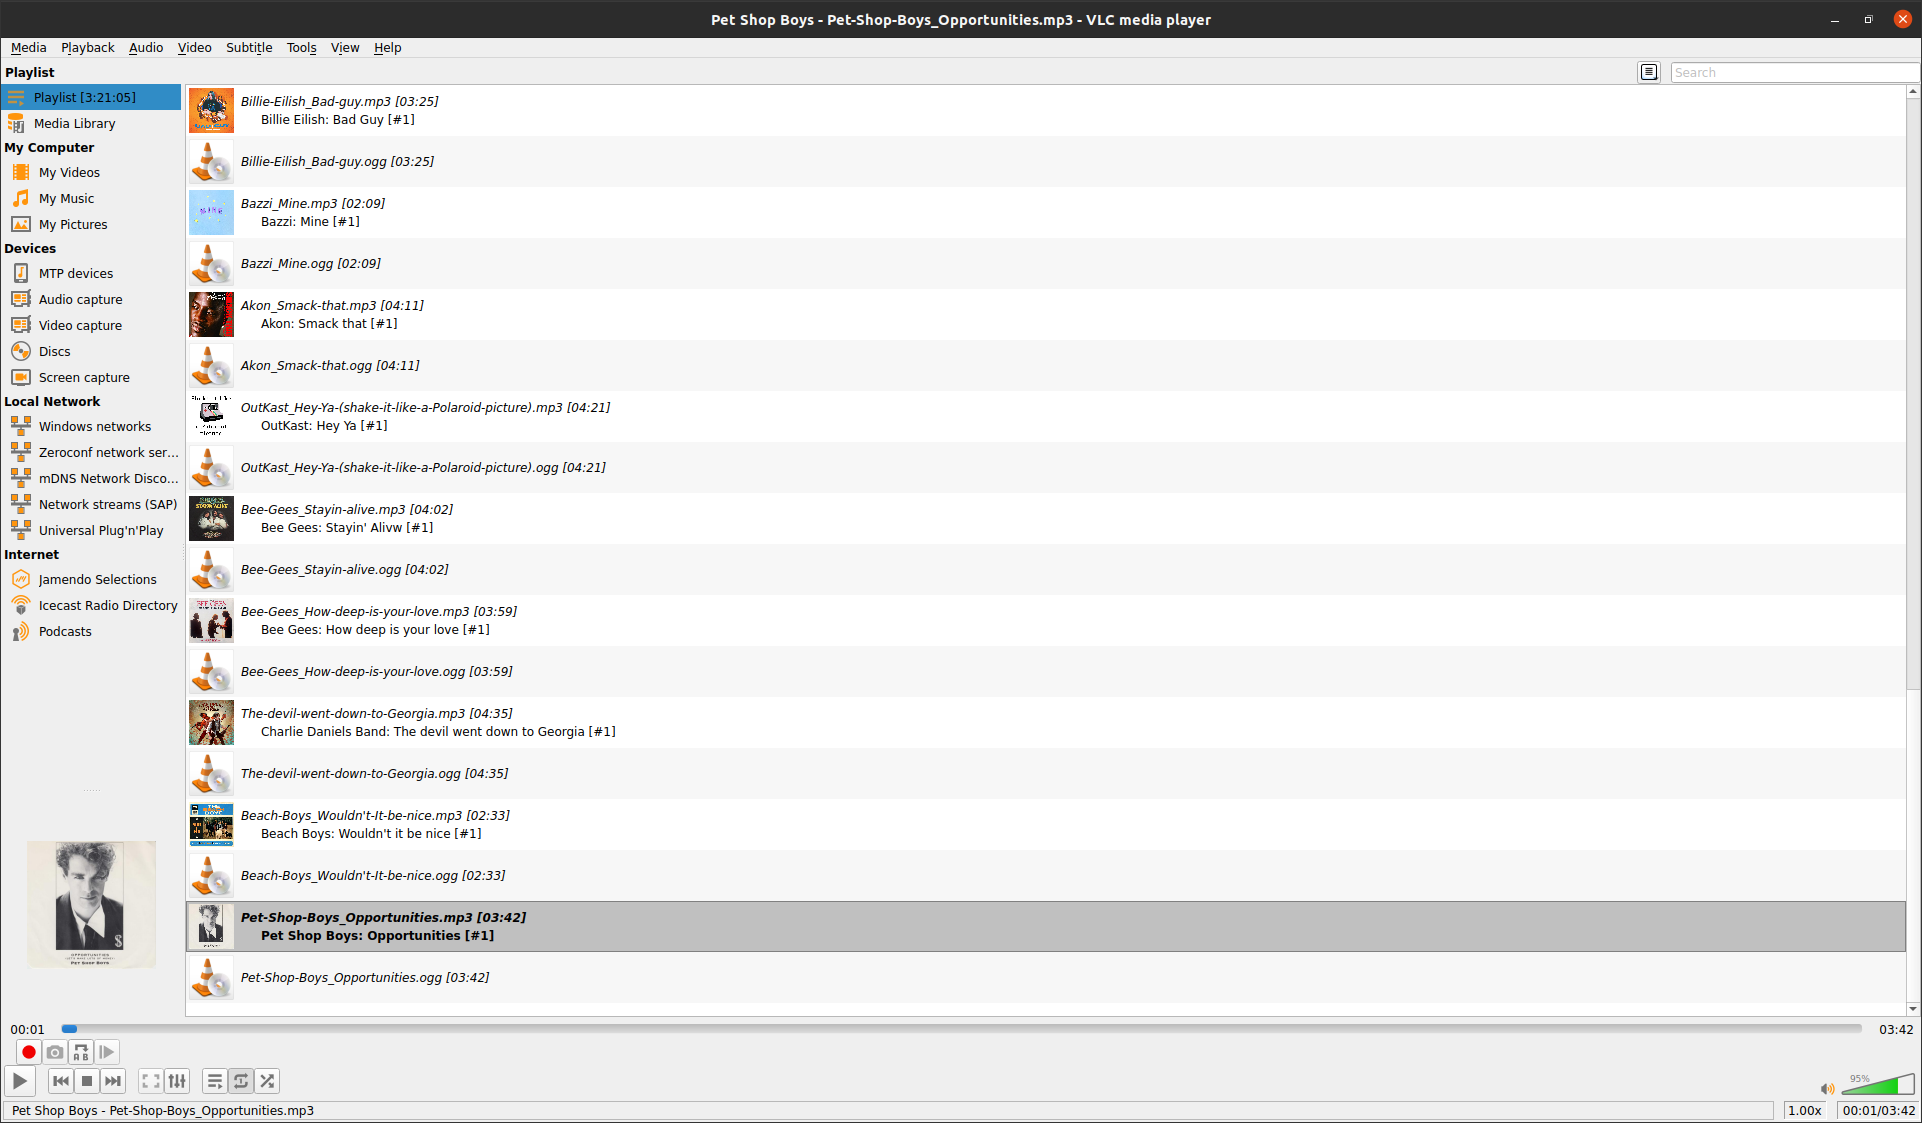 Pet Shop Boys - Pet-Shop-Boys_Opportunities.mp3 - VLC media player
Media Playback Audio Video Subtitle Tools View Help
Playlist
Search
Playlist [3:21:05]
Media Library
My Computer
My Videos
My Music
My Pictures
Devices
MTP devices
Audio capture
Video capture
Discs
Screen capture
Local Network
Windows networks
Zeroconf network ser...
mDNS Network Disco...
Network streams (SAP)
Universal Plug'n'Play
Internet
Jamendo Selections
Icecast Radio Directory
Podcasts
Billie-Eilish_Bad-guy.mp3 [03:25]
Billie Eilish: Bad Guy [#1]
Billie-Eilish_Bad-guy.ogg [03:25]
Bazzi_Mine.mp3 [02:09]
Bazzi: Mine [#1]
Bazzi_Mine.ogg [02:09]
Akon_Smack-that.mp3 [04:11]
Akon: Smack that [#1]
Akon_Smack-that.ogg [04:11]
OutKast_Hey-Ya-(shake-it-like-a-Polaroid-picture).mp3 [04:21]
OutKast: Hey Ya [#1]
OutKast_Hey-Ya-(shake-it-like-a-Polaroid-picture).ogg [04:21]
Bee-Gees_Stayin-alive.mp3 [04:02]
Bee Gees: Stayin' Alivw [#1]
Bee-Gees_Stayin-alive.ogg [04:02]
Bee-Gees_How-deep-is-your-love.mp3 [03:59]
Bee Gees: How deep is your love [#1]
Bee-Gees_How-deep-is-your-love.ogg [03:59]
The-devil-went-down-to-Georgia.mp3 [04:35]
Charlie Daniels Band: The devil went down to Georgia [#1]
The-devil-went-down-to-Georgia.ogg [04:35]
Beach-Boys_Wouldn't-It-be-nice.mp3 [02:33]
Beach Boys: Wouldn't it be nice [#1]
Beach-Boys_Wouldn't-It-be-nice.ogg [02:33]
Pet-Shop-Boys_Opportunities.mp3 [03:42]
Pet Shop Boys: Opportunities [#1]
Pet-Shop-Boys_Opportunities.ogg [03:42]
OPPORTUNITIES
PET SHOP BOYS
00:01
03:42
A B
95%
Pet Shop Boys - Pet-Shop-Boys_Opportunities.mp3
1.00x
00:01/03:42